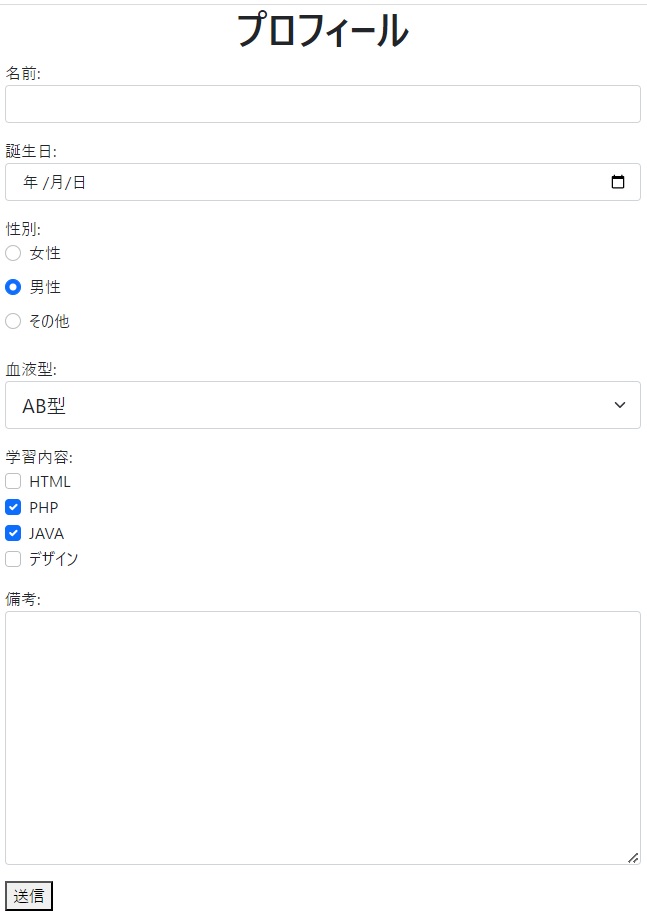 プロフィール
名前:
誕生日:
年 /月/日
性別:
女性
男性
その他
血液型:
AB型
学習内容:
HTML
PHP
JAVA
デザイン
備考:
送信